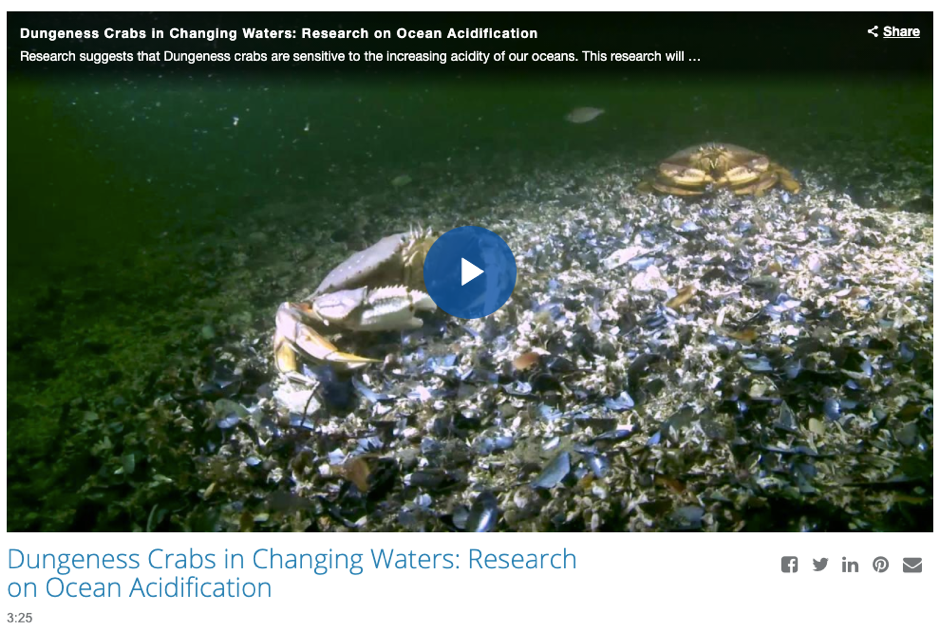 Dungeness Crabs in Changing Waters: Research on Ocean Acidification
Share
Research suggests that Dungeness crabs are sensitive to the increasing acidity of our oceans. This research will ...
Dungeness Crabs in Changing Waters: Research
on Ocean Acidification
3:25